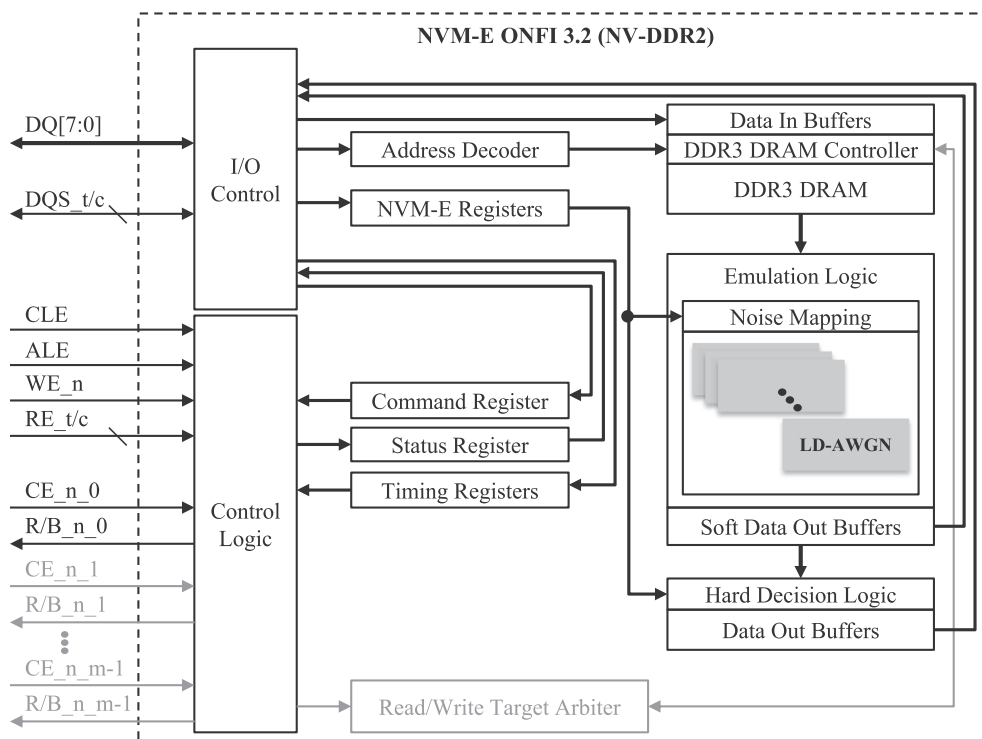 NVM-E ONFI 3.2 (NV-DDR2)
DQ[7:0]
DQS_t/c
CLE
ALE
WE_n
RE_t/c
CE_n_0
R/B_n_0
CE_n_1
R/B_n_1
CE_n_m-1
R/B_n_m-1
I/O
Control
Control
Logic
Address Decoder
NVM-E Registers
Command Register
Status Register
Timing Registers
Read/Write Target Arbiter
Data In Buffers
DDR3 DRAM Controller
DDR3 DRAM
Emulation Logic
Noise Mapping
LD-AWGN
Soft Data Out Buffers
Hard Decision Logic
Data Out Buffers